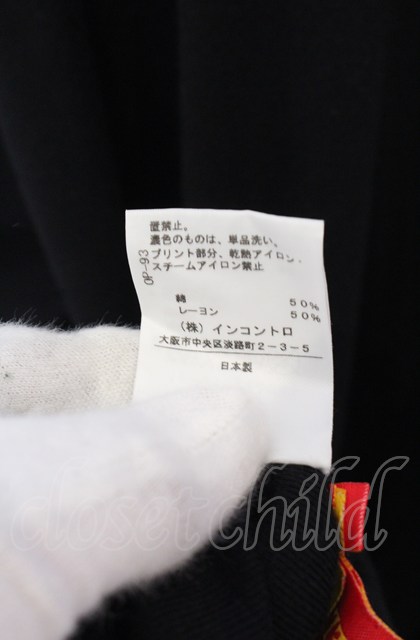 置禁止。
濃色のものは、単品洗い、
プリント部分、乾熱アイロン、
スチームアイロン禁止
OP-93
綿 50%
レーヨン 50%
(株) インコントロ
大阪市中央区淡路町2-3-5
日本製
closetchild